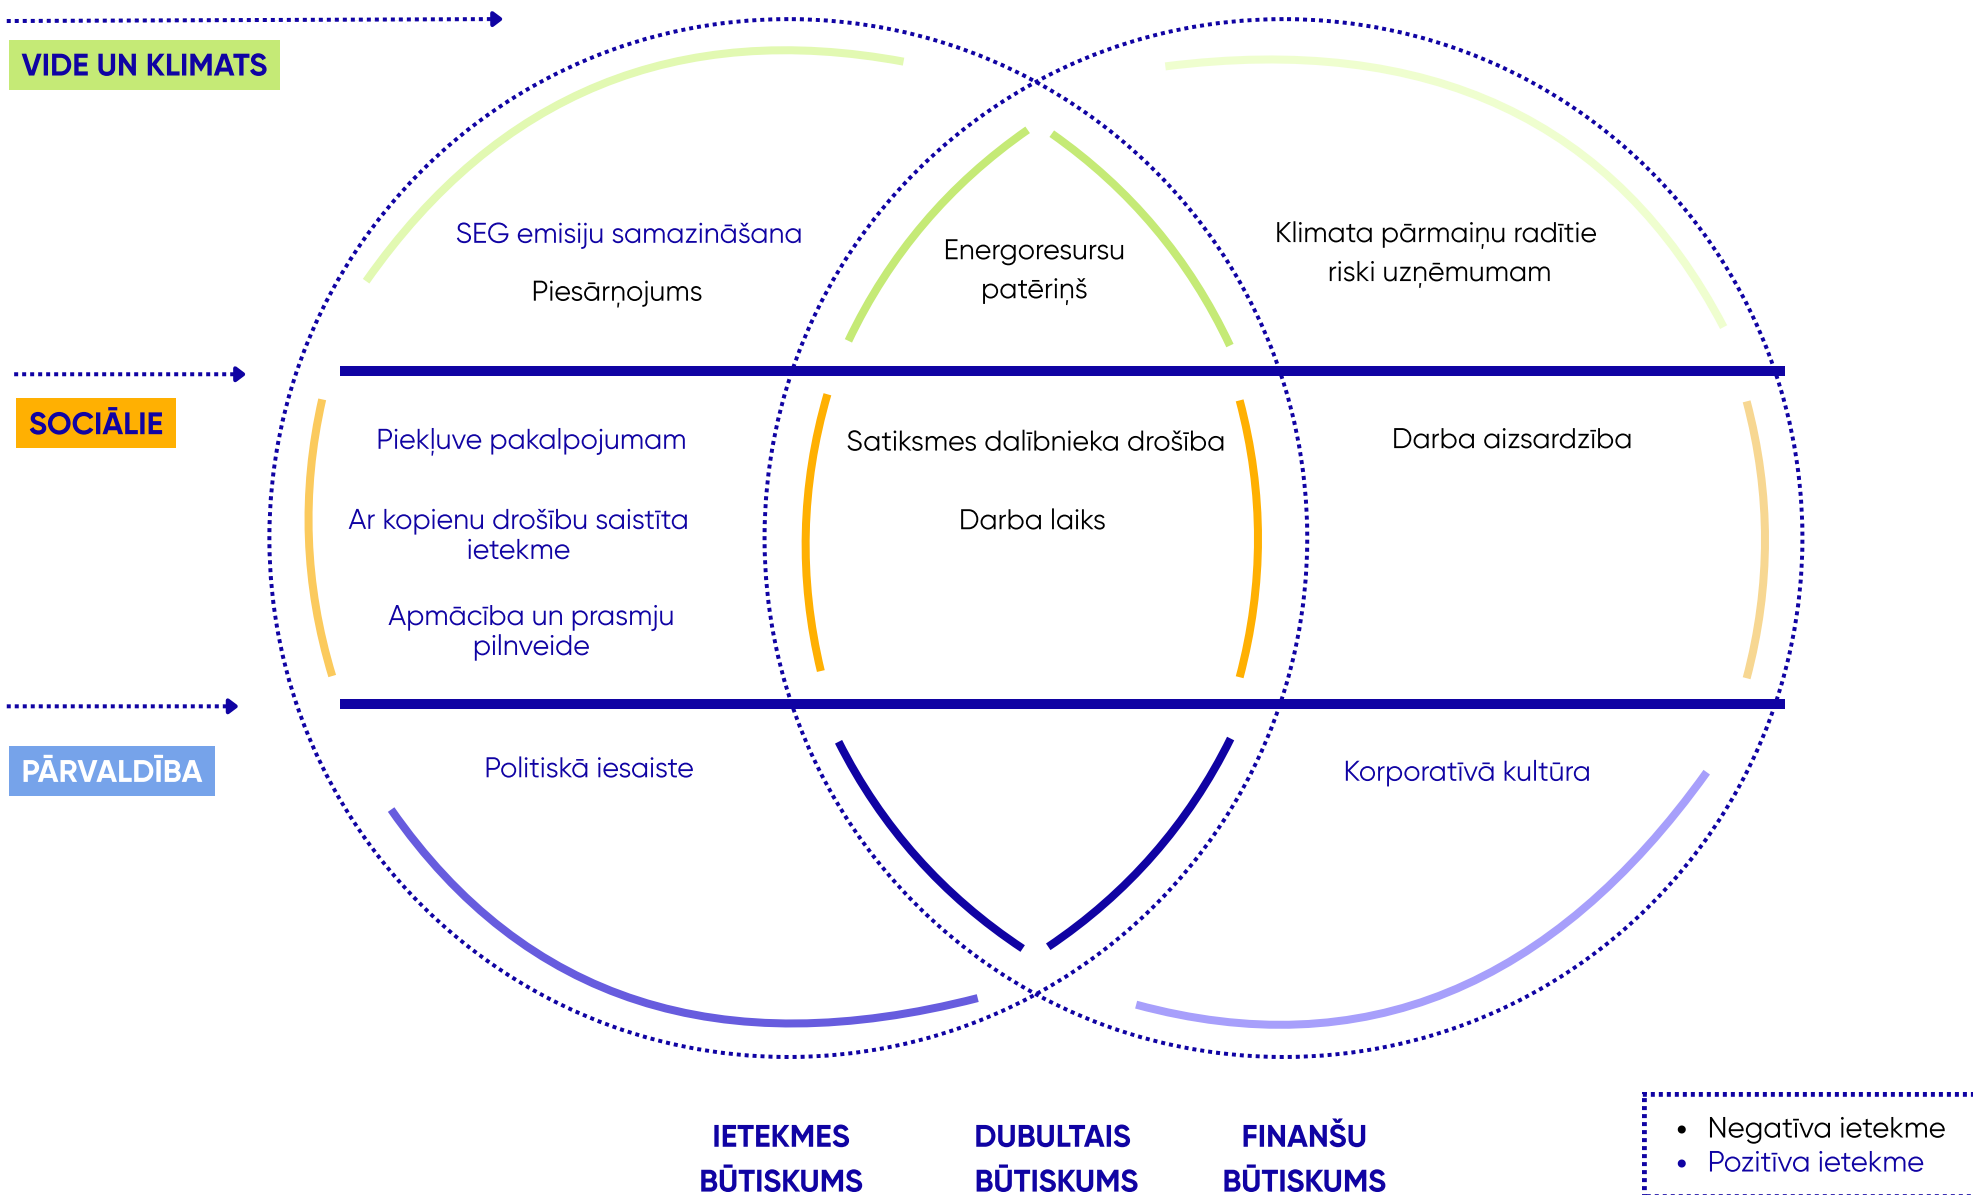 VIDE UN KLIMATS
SEG emisiju samazināšana
Piesārņojums
Energoresursu
patēriņš
Klimata pārmaiņu radītie
riski uzņēmumam
SOCIĀLIE
Piekļuve pakalpojumam
Ar kopienu drošību saistīta
ietekme
Apmācība un prasmju
pilnveide
Satiksmes dalībnieka drošība
Darba laiks
Darba aizsardzība
PĀRVALDĪBA
Politiskā iesaiste
Korporatīvā kultūra
IETEKMES
BŪTISKUMS
DUBULTAIS
BŪTISKUMS
FINANŠU
BŪTISKUMS
• Negatīva ietekme
• Pozitīva ietekme